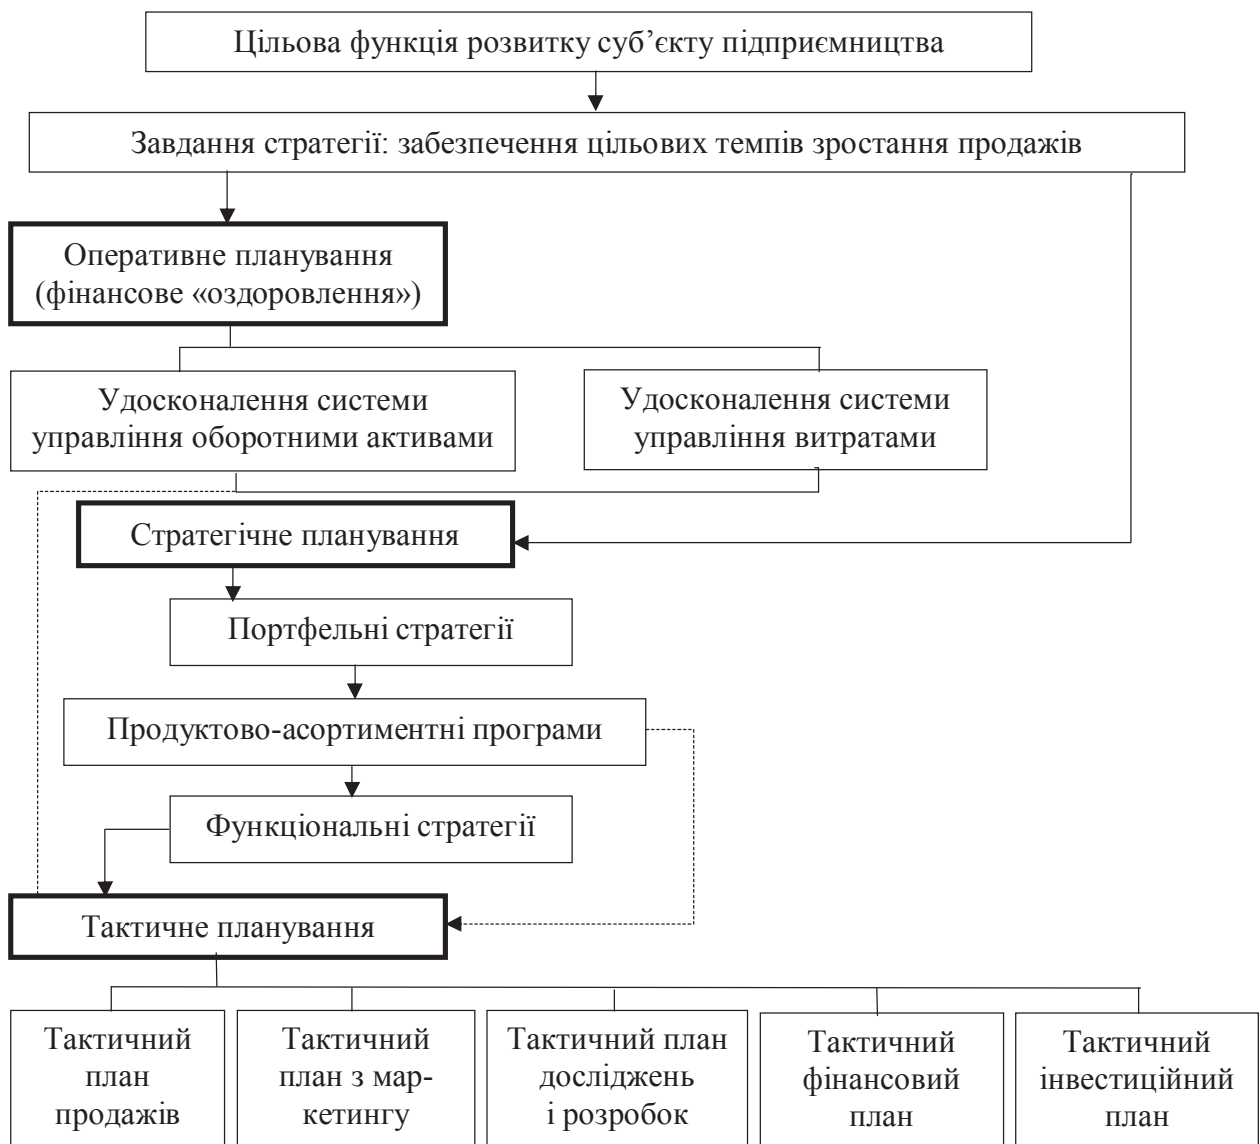 Цільова функція розвитку суб’єкту підприємництва
Завдання стратегії: забезпечення цільових темпів зростання продажів
Оперативне планування
(фінансове «оздоровлення»)
Удосконалення системи
управління оборотними активами
Удосконалення системи
управління витратами
Стратегічне планування
Портфельні стратегії
Продуктово-асортиментні програми
Функціональні стратегії
Тактичне планування
Тактичний
план
продажів
Тактичний
план з мар-
кетингу
Тактичний план
досліджень
і розробок
Тактичний
фінансовий
план
Тактичний
інвестиційний
план